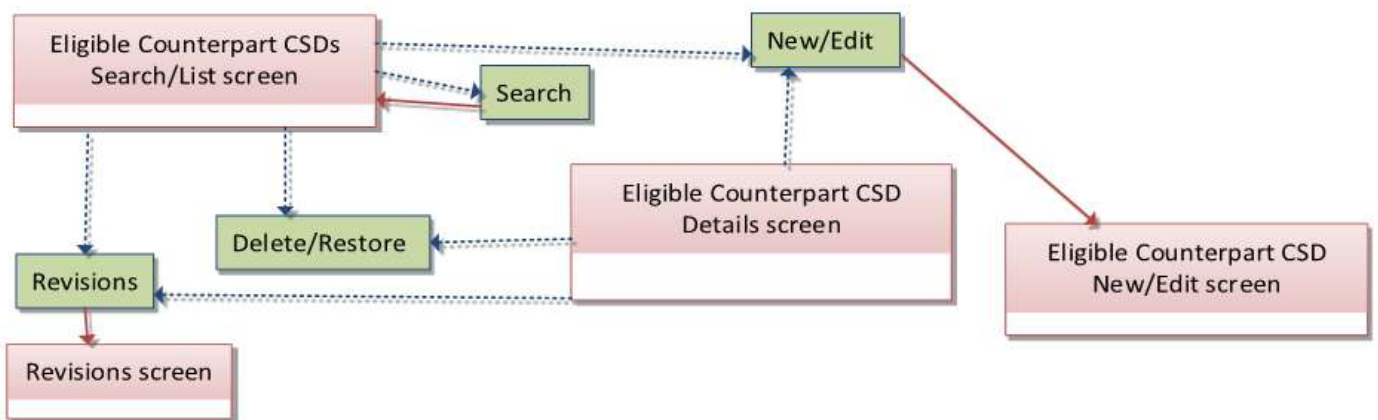 Eligible Counterpart CSDs
Search/List screen
New/Edit
Search
Eligible Counterpart CSD
Details screen
Delete/Restore
Eligible Counterpart CSD
New/Edit screen
Revisions
Revisions screen